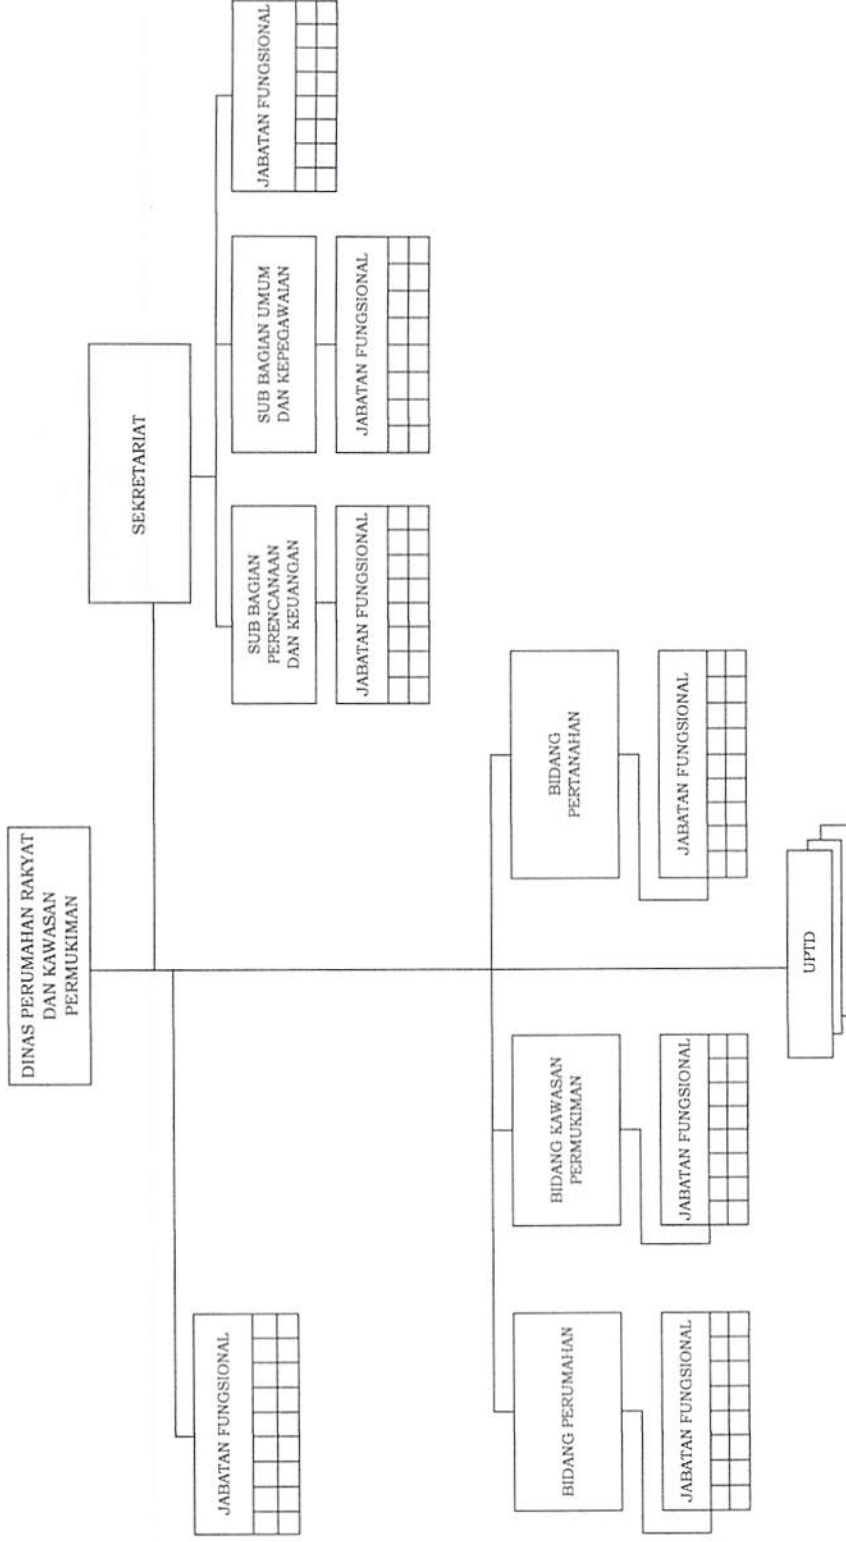 DINAS PERUMAHAN RAKYAT
DAN KAWASAN
PERMUKIMAN
SEKRETARIAT
JABATAN FUNGSIONAL
SUB BAGIAN
PERENCANAAN
DAN KEUANGAN
SUB BAGIAN UMUM
DAN KEPEGAWAIAN
JABATAN FUNGSIONAL
JABATAN FUNGSIONAL
JABATAN FUNGSIONAL
BIDANG PERUMAHAN
BIDANG KAWASAN
PERMUKIMAN
BIDANG
PERTANAHAN
JABATAN FUNGSIONAL
JABATAN FUNGSIONAL
JABATAN FUNGSIONAL
UPTD